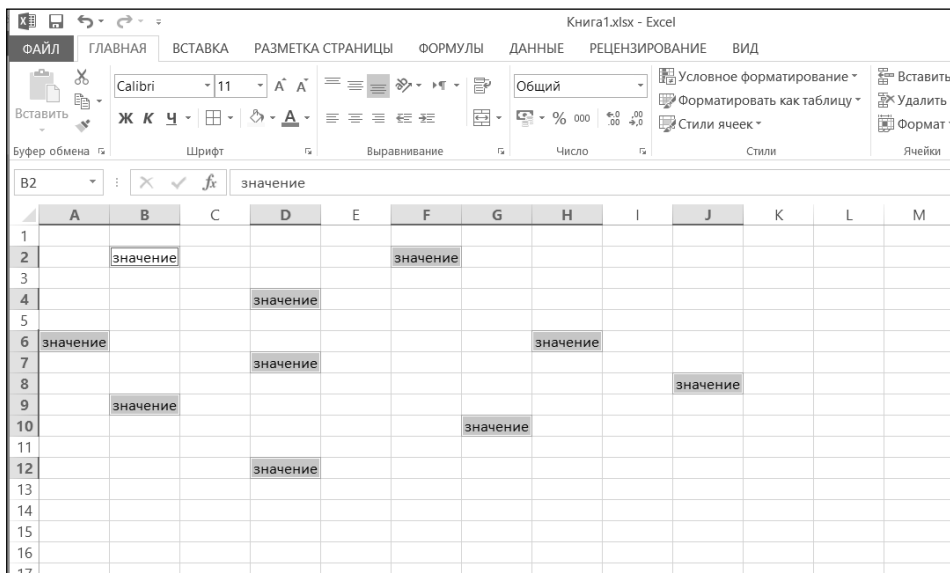 Книга1.xlsx - Excel
ФАЙЛ ГЛАВНАЯ ВСТАВКА РАЗМЕТКА СТРАНИЦЫ ФОРМУЛЫ ДАННЫЕ РЕЦЕНЗИРОВАНИЕ ВИД
Вставить
Calibri 11
Ж К Ч А
Общий
% 000
Условное форматирование
Форматировать как таблицу
Стили ячеек
Вставить
Удалить
Формат
Буфер обмена Шрифт Выравнивание Число Стили Ячейки
B2 fx значение
A B C D E F G H I J K L M
1
2 значение значение
3
4 значение
5
6 значение значение
7 значение
8 значение
9 значение
10 значение
11
12 значение
13
14
15
16
17